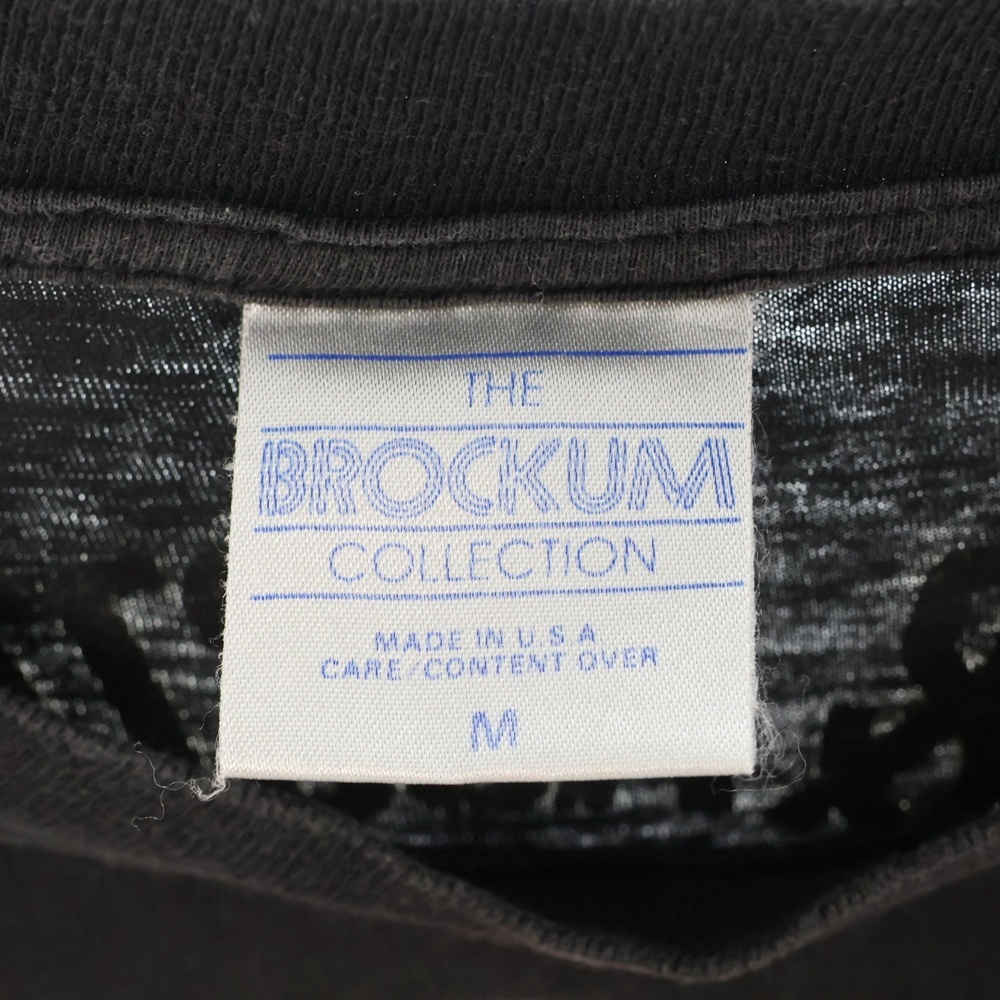 THE
BROCKUM
COLLECTION
MADE IN U.S A
CARE/CONTENT OVER
M